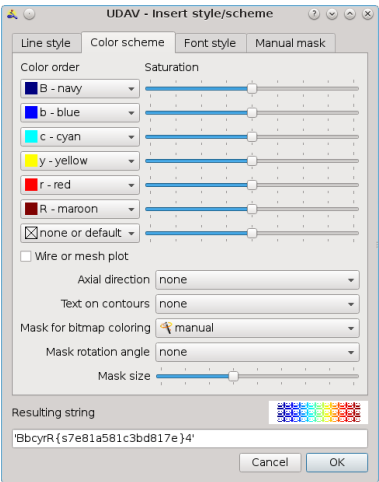 UDAV - Insert style/scheme
Line style Color scheme Font style Manual mask
Color order Saturation
B - navy
b - blue
c - cyan
y - yellow
r - red
R - maroon
none or default
Wire or mesh plot
Axial direction none
Text on contours none
Mask for bitmap coloring manual
Mask rotation angle none
Mask size
Resulting string
'BbcyrR{s7e81a581c3bd817e}4'
Cancel OK